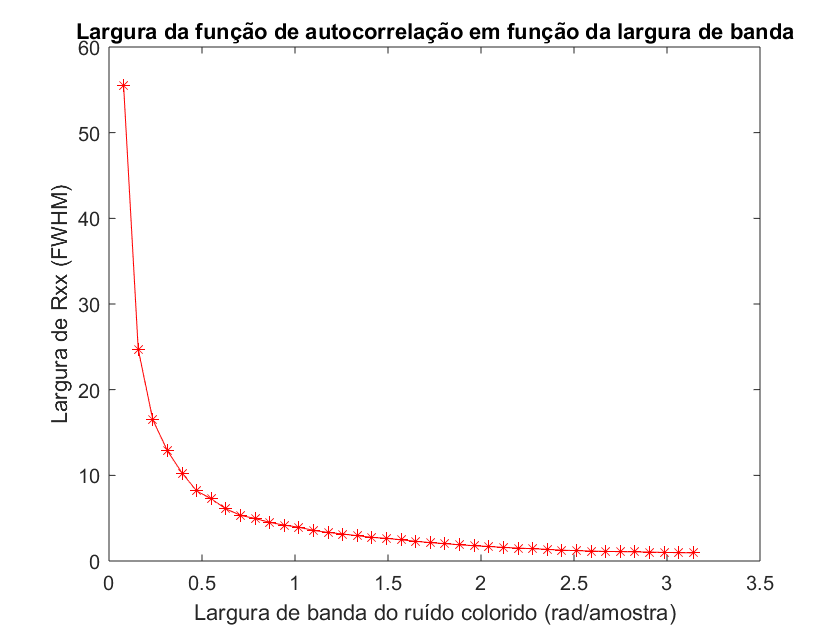 Largura da função de autocorrelação em função da largura de banda
60
50
40
30
20
10
0
Largura de Rxx (FWHM)
0 0.5 1 1.5 2 2.5 3 3.5
Largura de banda do ruído colorido (rad/amostra)